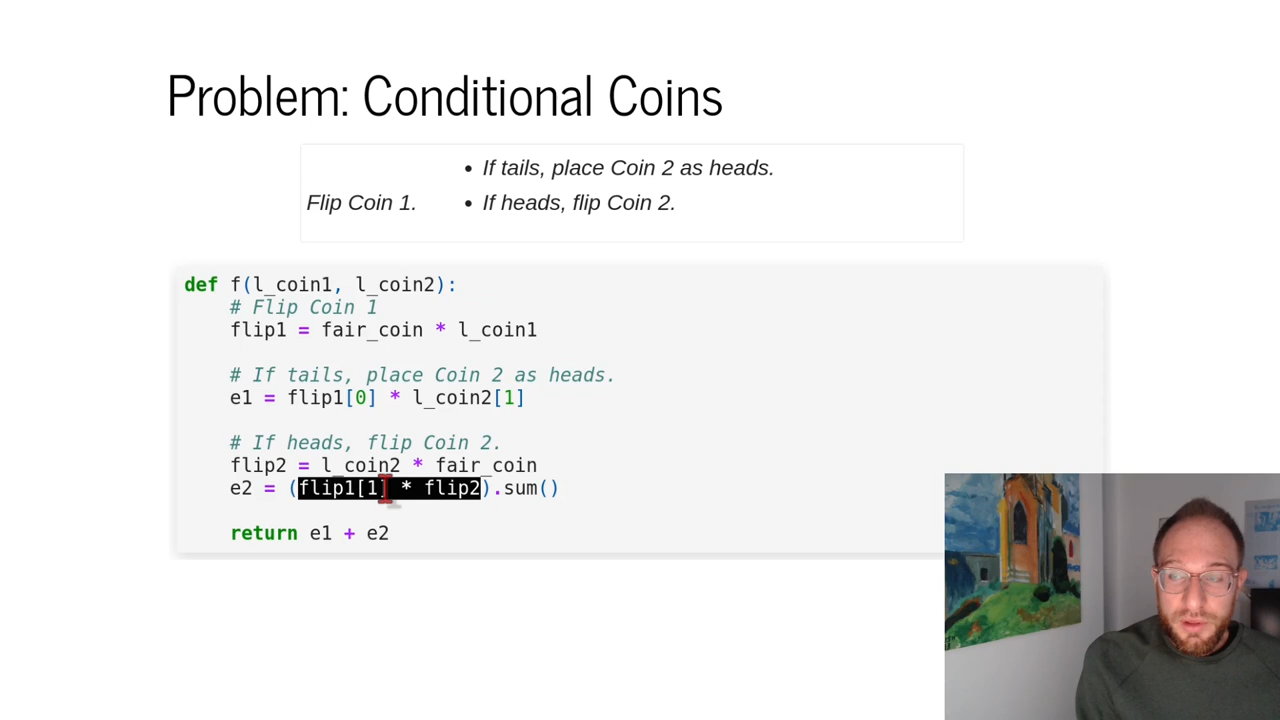 Problem: Conditional Coins
• If tails, place Coin 2 as heads.
Flip Coin 1.
• If heads, flip Coin 2.
def f(l_coin1, l_coin2):
# Flip Coin 1
flip1 = fair_coin * l_coin1
# If tails, place Coin 2 as heads.
e1 = flip1[0] * l_coin2[1]
# If heads, flip Coin 2.
flip2 = l_coin2 * fair_coin
e2 = (flip1[1] * flip2).sum()
return e1 + e2